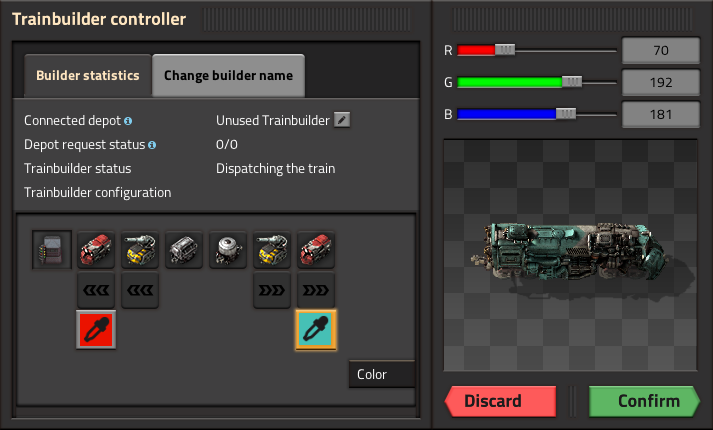 Trainbuilder controller
Builder statistics
Change builder name
Connected depot
Unused Trainbuilder
Depot request status
0/0
Trainbuilder status
Dispatching the train
Trainbuilder configuration
Color
R
70
G
192
B
181
Discard
Confirm